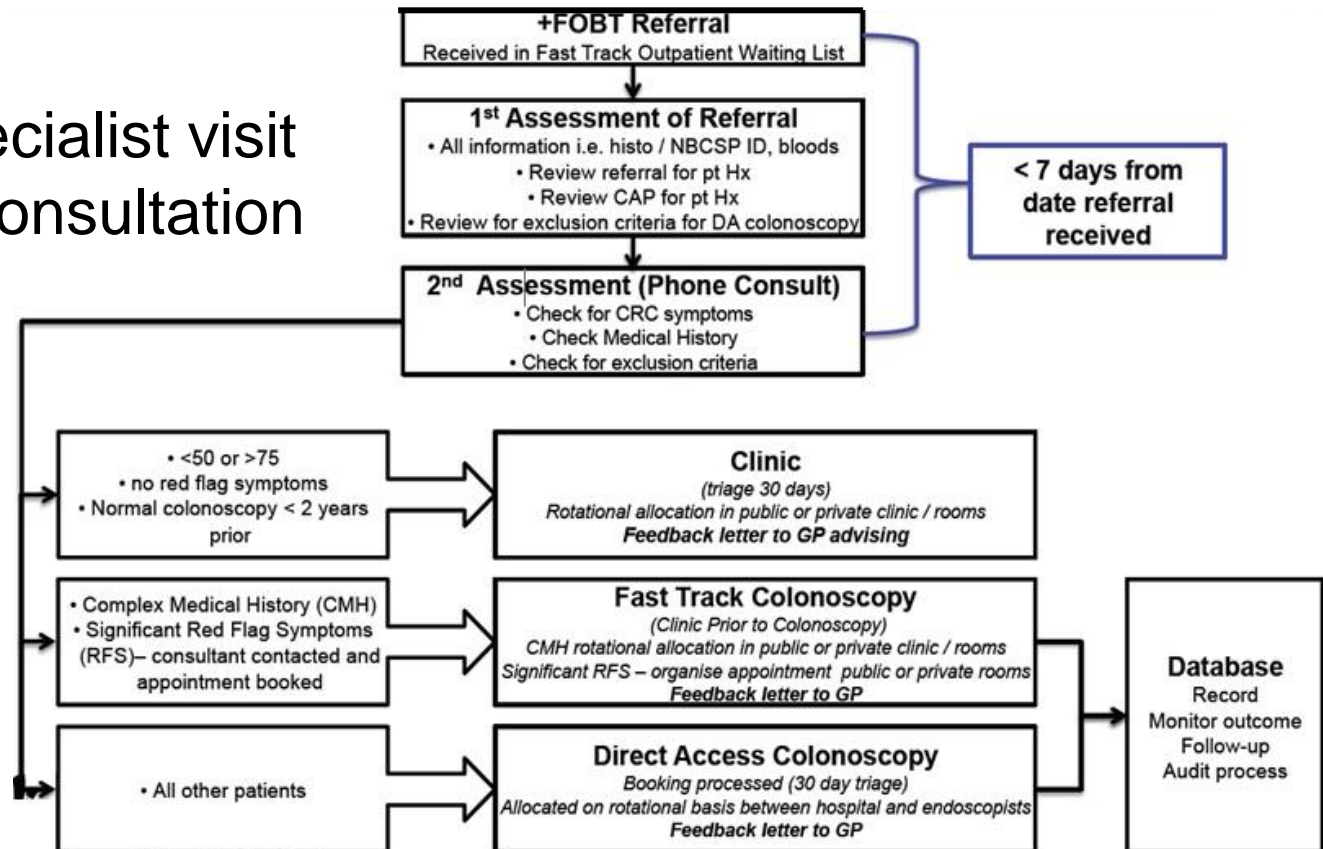 +FOBT Referral
Received in Fast Track Outpatient Waiting List
ecialist visit
onsultation
1st Assessment of Referral
• All information i.e. histo / NBCSP ID, bloods
• Review referral for pt Hx
• Review CAP for pt Hx
• Review for exclusion criteria for DA colonoscopy
< 7 days from
date referral
received
2nd Assessment (Phone Consult)
• Check for CRC symptoms
• Check Medical History
• Check for exclusion criteria
• <50 or >75
• no red flag symptoms
• Normal colonoscopy < 2 years
prior
Clinic
(triage 30 days)
Rotational allocation in public or private clinic / rooms
Feedback letter to GP advising
• Complex Medical History (CMH)
• Significant Red Flag Symptoms
(RFS)– consultant contacted and
appointment booked
Fast Track Colonoscopy
(Clinic Prior to Colonoscopy)
CMH rotational allocation in public or private clinic / rooms
Significant RFS – organise appointment public or private rooms
Feedback letter to GP
• All other patients
Direct Access Colonoscopy
Booking processed (30 day triage)
Allocated on rotational basis between hospital and endoscopists
Feedback letter to GP
Database
Record
Monitor outcome
Follow-up
Audit process